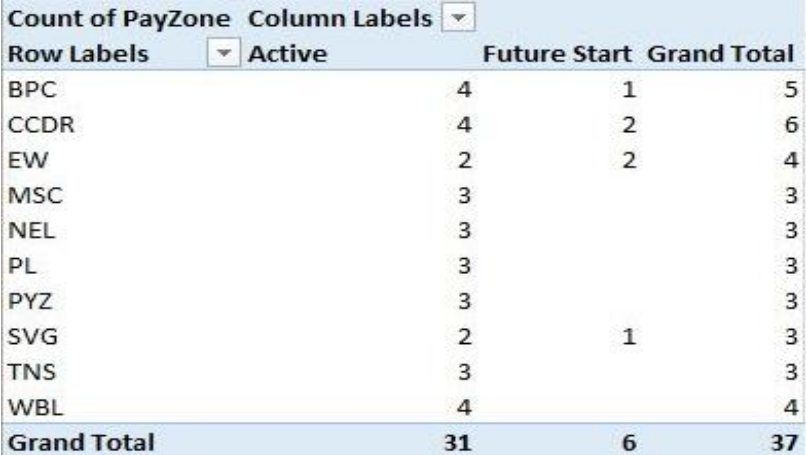 Count of PayZone Column Labels
Row Labels Active Future Start Grand Total
BPC 4 1 5
CCDR 4 2 6
EW 2 2 4
MSC 3 3
NEL 3 3
PL 3 3
PYZ 3 3
SVG 2 1 3
TNS 3 3
WBL 4 4
Grand Total 31 6 37